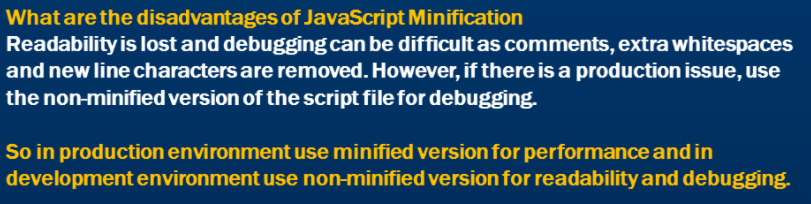 What are the disadvantages of JavaScript Minification
Readability is lost and debugging can be difficult as comments, extra whitespaces
and new line characters are removed. However, if there is a production issue, use
the non-minified version of the script file for debugging.
So in production environment use minified version for performance and in
development environment use non-minified version for readability and debugging.